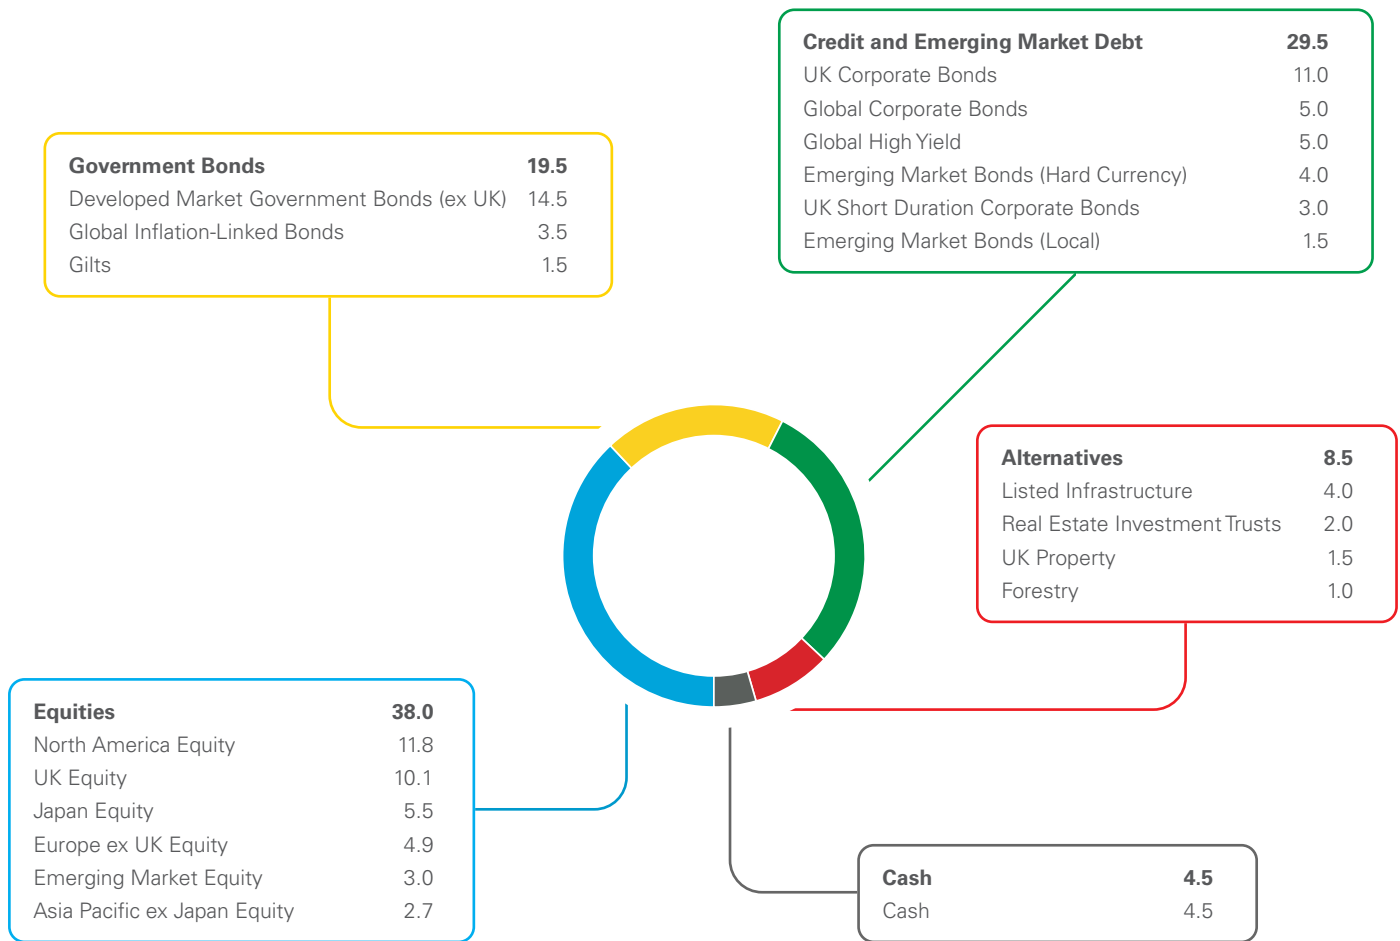 Credit and Emerging Market Debt 29.5
UK Corporate Bonds 11.0
Global Corporate Bonds 5.0
Global High Yield 5.0
Emerging Market Bonds (Hard Currency) 4.0
UK Short Duration Corporate Bonds 3.0
Emerging Market Bonds (Local) 1.5
Government Bonds 19.5
Developed Market Government Bonds (ex UK) 14.5
Global Inflation-Linked Bonds 3.5
Gilts 1.5
Alternatives 8.5
Listed Infrastructure 4.0
Real Estate Investment Trusts 2.0
UK Property 1.5
Forestry 1.0
Equities 38.0
North America Equity 11.8
UK Equity 10.1
Japan Equity 5.5
Europe ex UK Equity 4.9
Emerging Market Equity 3.0
Asia Pacific ex Japan Equity 2.7
Cash 4.5
Cash 4.5